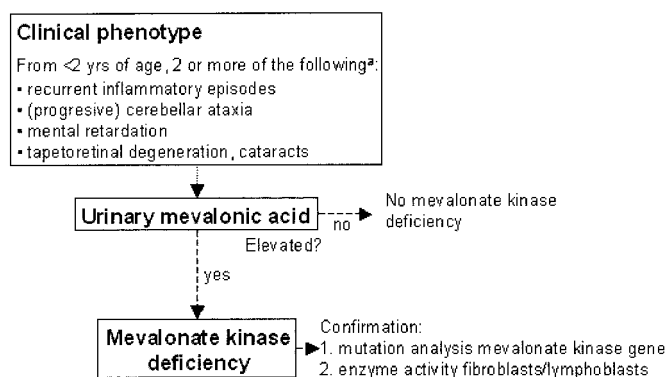 Clinical phenotype
From <2 yrs of age, 2 or more of the followingª:
▪ recurrent inflammatory episodes
▪ (progresive) cerebellar ataxia
▪ mental retardation
▪ tapetoretinal degeneration, cataracts
Urinary mevalonic acid
no
No mevalonate kinase
deficiency
Elevated?
yes
Mevalonate kinase
deficiency
Confirmation:
1. mutation analysis mevalonate kinase gene
2. enzyme activity fibroblasts/lymphoblasts